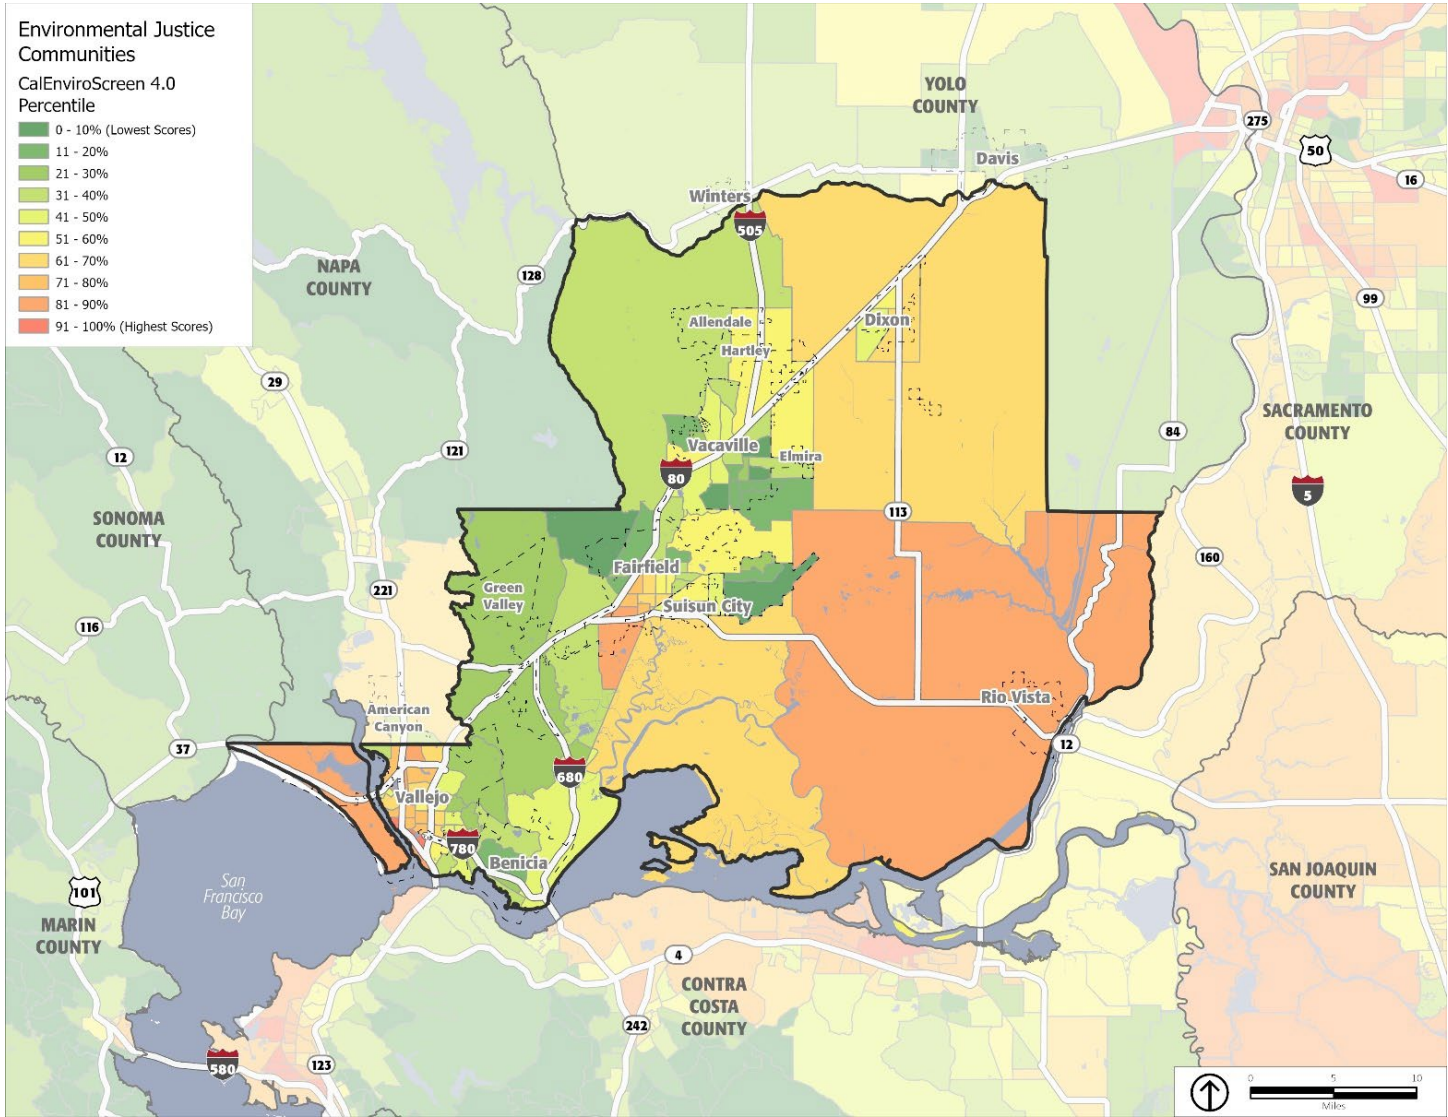 Environmental Justice
Communities
CalEnviroScreen 4.0
Percentile
0 - 10% (Lowest Scores)
11 - 20%
21 - 30%
31 - 40%
41 - 50%
51 - 60%
61 - 70%
71 - 80%
81 - 90%
91 - 100% (Highest Scores)
YOLO
COUNTY
275
50
Davis
16
Winters
505
NAPA
COUNTY
128
99
Allendale
Dixon
Hartley
29
SACRAMENTO
COUNTY
84
12
121
Vacaville
Elmira
80
5
SONOMA
COUNTY
113
160
Fairfield
221
Green
Valley
Suisun City
116
Rio Vista
American
Canyon
37
12
680
Vallejo
780
Benicia
101
San
Francisco
Bay
SAN JOAQUIN
COUNTY
MARIN
COUNTY
4
CONTRA
COSTA
COUNTY
242
580
123
0 5 10
Miles